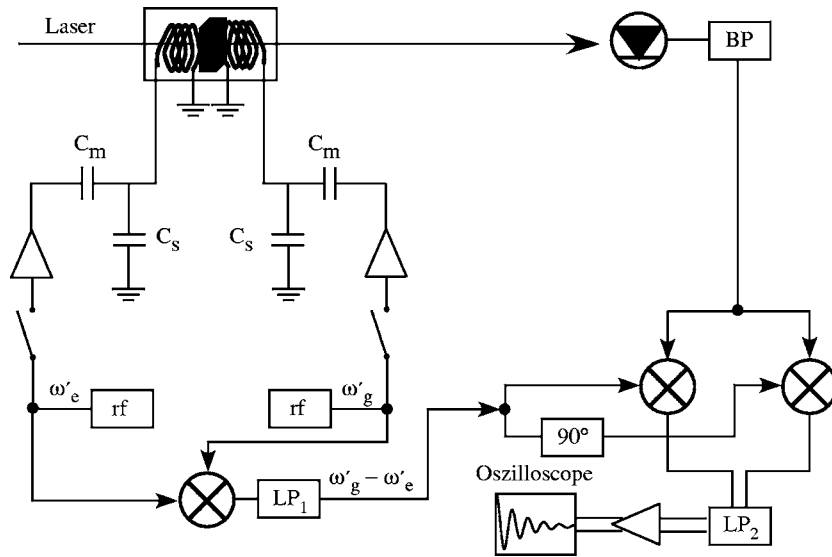 Laser
BP
C_m
C_m
C_s
C_s
ω'_e
rf
rf
ω'_g
90°
Oszilloscope
LP_1
ω'_g – ω'_e
LP_2